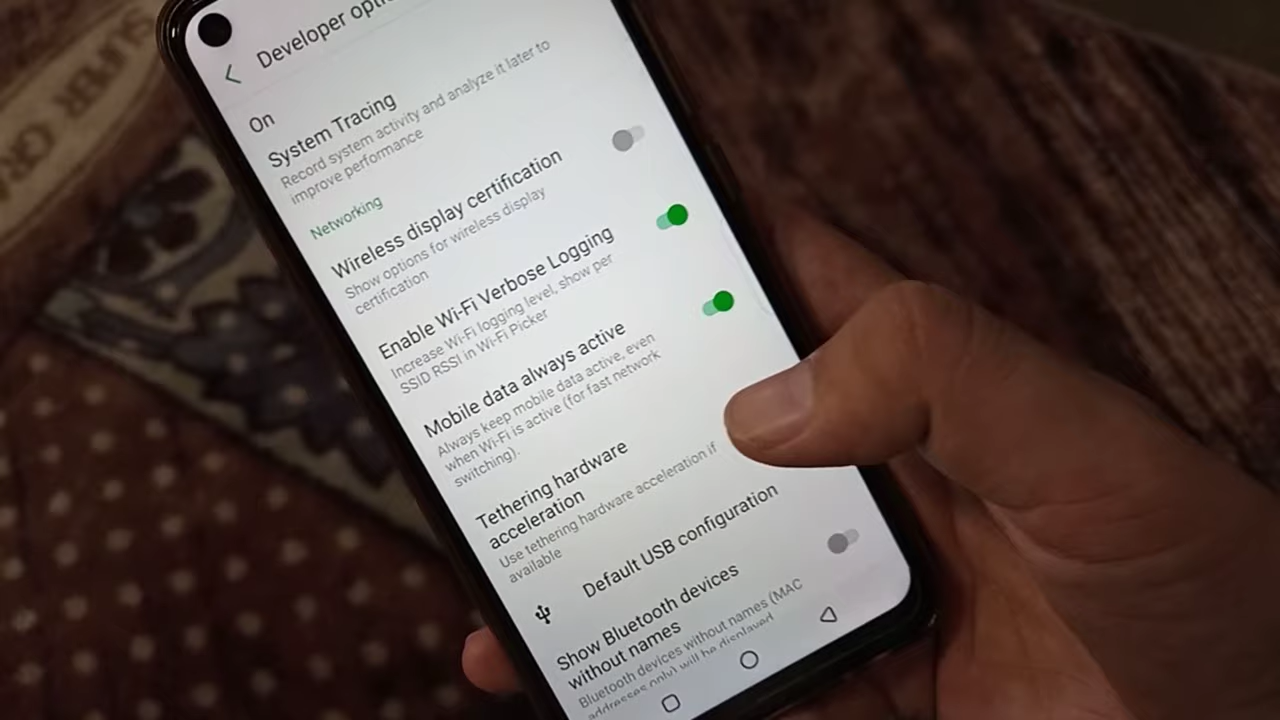 Developer
On
System Tracing
Record system activity and analyze it later to
improve performance
Networking
Wireless display certification
Show options for wireless display
certification
Enable Wi-Fi Verbose Logging
Increase Wi-Fi logging level, show per
SSID RSSI in Wi-Fi Picker
Mobile data always active
Always keep mobile data active, even
when Wi-Fi is active (for fast network
switching).
Tethering hardware
acceleration
Use tethering hardware acceleration if
available
Default USB configuration
Show Bluetooth devices
without names
Bluetooth devices without names (MAC
addresses only) will be displayed
SUPER